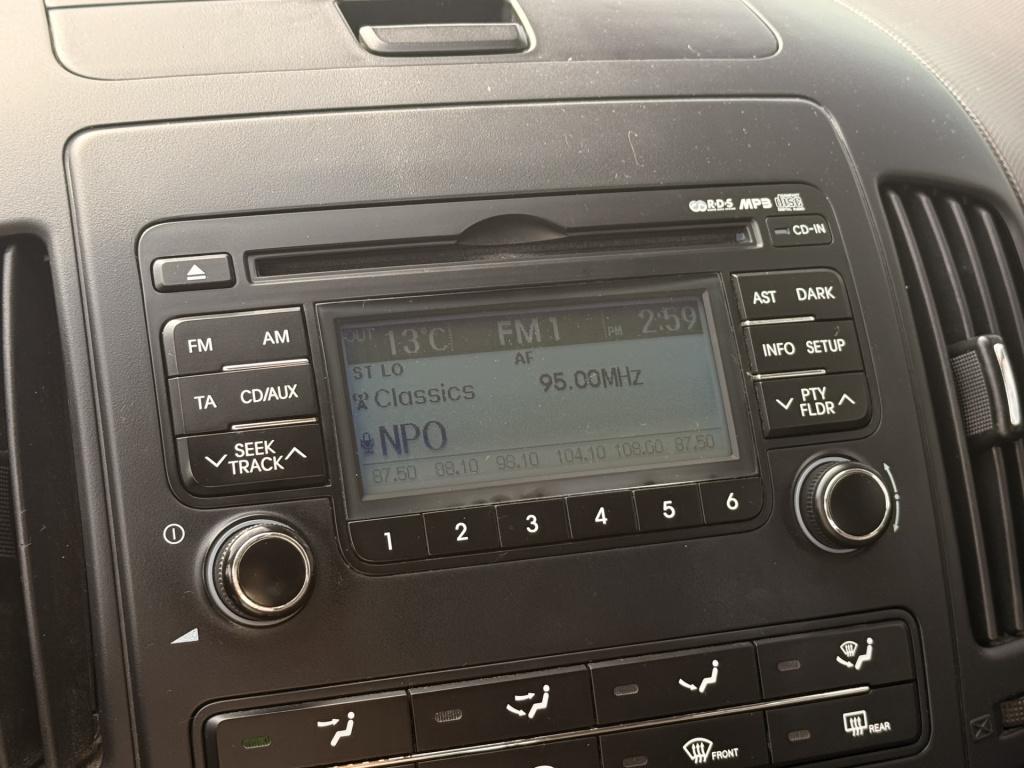 R·D·S MP3 disc
CD-IN
AST DARK
FM AM
INFO SETUP
TA CD/AUX
PTY
FLDR
SEEK
TRACK
OUT 13°C FM1 PM 2:59
ST LO AF
Classics 95.00MHz
NPO
87.50 88.10 98.10 104.10 108.00 87.50
1 2 3 4 5 6
FRONT
REAR